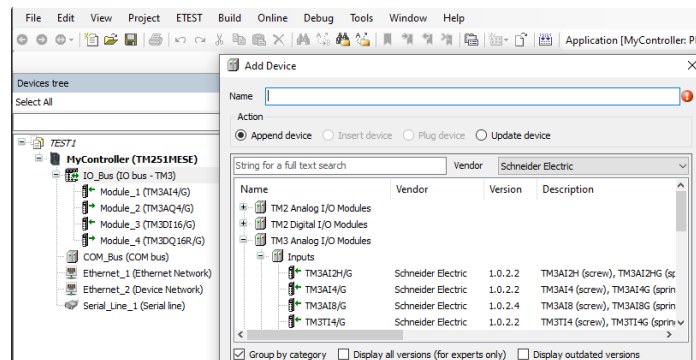 File Edit View Project ETEST Build Online Debug Tools Window Help
Application [MyController:
Add Device
Devices tree
Select All
Name
Action
Append device Insert device Plug device Update device
String for a full text search Vendor Schneider Electric
Name Vendor Version Description
TEST1
MyController (TM251MESE)
IO_Bus (IO bus - TM3)
Module_1 (TM3AI4/G)
Module_2 (TM3AQ4/G)
Module_3 (TM3DI16/G)
Module_4 (TM3DQ16R/G)
COM_Bus (COM bus)
Ethernet_1 (Ethernet Network)
Ethernet_2 (Device Network)
Serial_Line_1 (Serial line)
TM2 Analog I/O Modules
TM2 Digital I/O Modules
TM3 Analog I/O Modules
Inputs
TM3AI2H/G Schneider Electric 1.0.2.2 TM3AI2H (screw), TM3AI2HG (sp
TM3AI4/G Schneider Electric 1.0.2.2 TM3AI4 (screw), TM3AI4G (sprin
TM3AI8/G Schneider Electric 1.0.2.4 TM3AI8 (screw), TM3AI8G (sprin
TM3TI4/G Schneider Electric 1.0.2.2 TM3TI4 (screw), TM3TI4G (sprin
Group by category Display all versions (for experts only) Display outdated versions